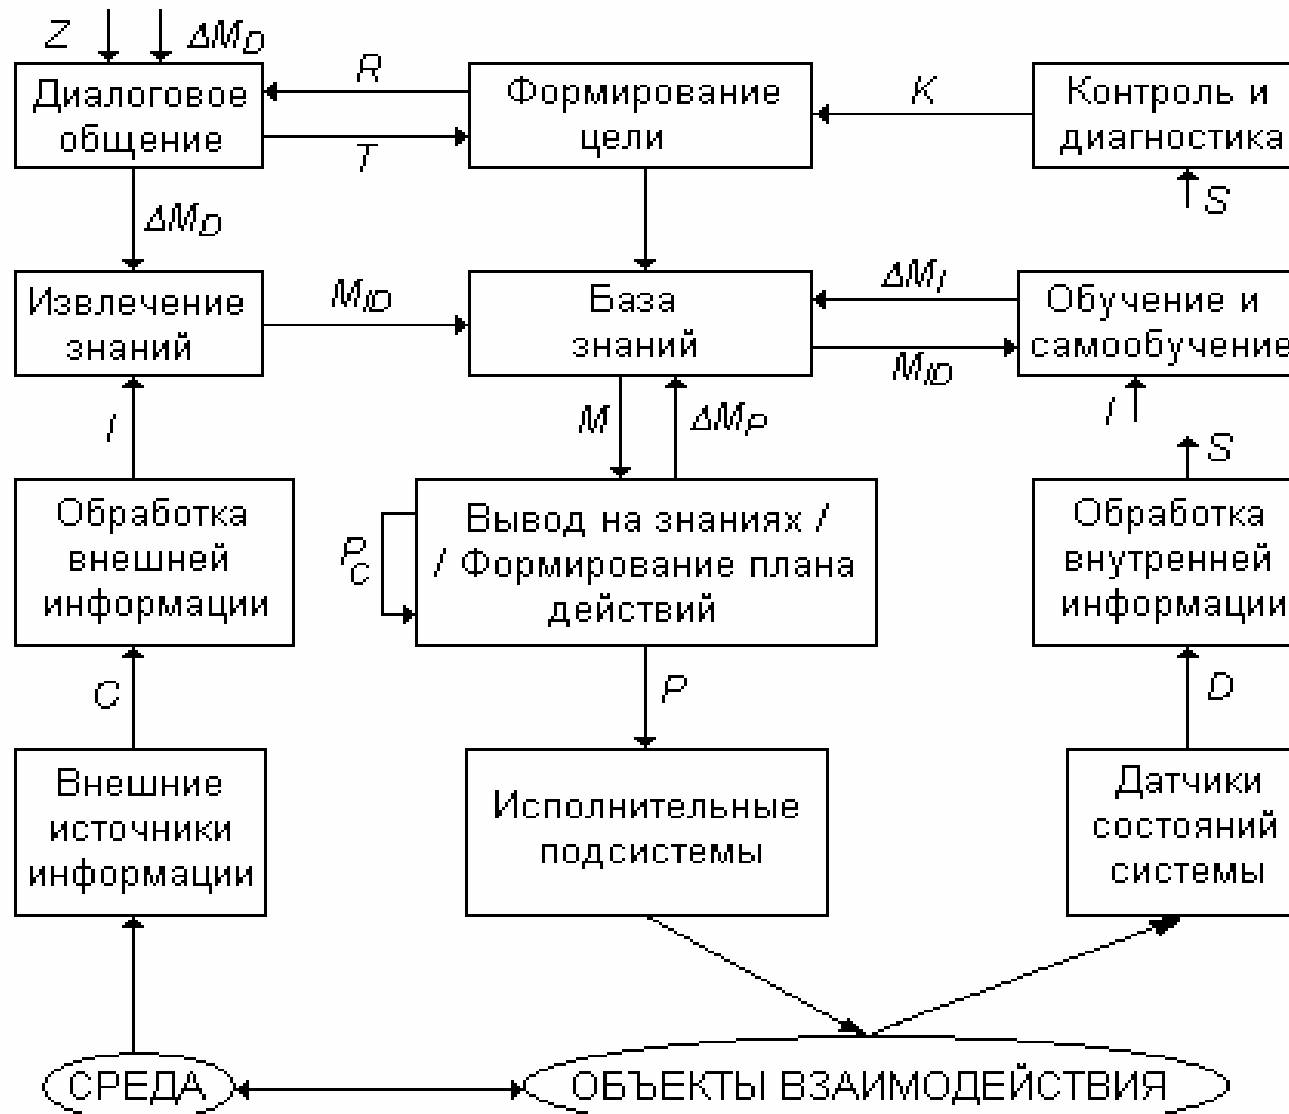 Z
ΔM_D
Диалоговое
общение
R
T
Формирование
цели
K
Контроль и
диагностика
S
ΔM_D
Извлечение
знаний
M_ID
База
знаний
ΔM_I
M_ID
Обучение и
самообучение
I
I
M
ΔM_P
S
Обработка
внешней
информации
P_C
Вывод на знаниях /
/ Формирование плана
действий
Обработка
внутренней
информации
C
P
D
Внешние
источники
информации
Исполнительные
подсистемы
Датчики
состояний
системы
СРЕДА
ОБЪЕКТЫ ВЗАИМОДЕЙСТВИЯ